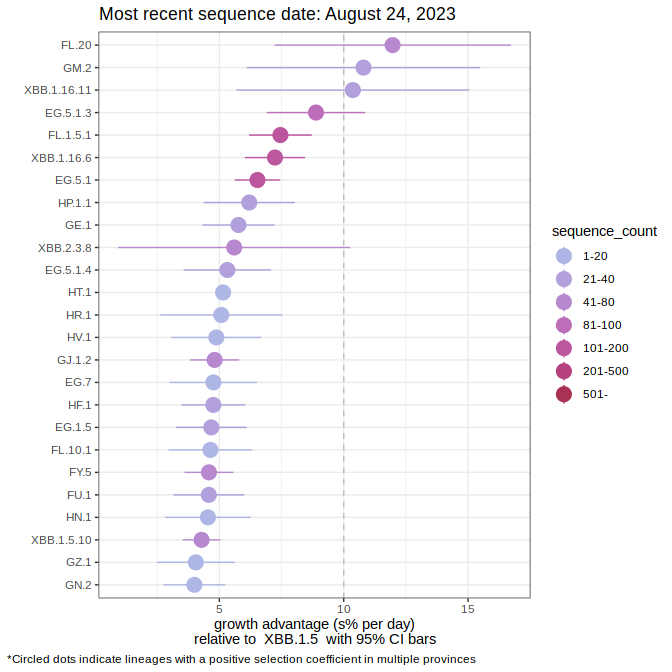 Most recent sequence date: August 24, 2023
FL.20
GM.2
XBB.1.16.11
EG.5.1.3
FL.1.5.1
XBB.1.16.6
EG.5.1
HP.1.1
GE.1
XBB.2.3.8
EG.5.1.4
HT.1
HR.1
HV.1
GJ.1.2
EG.7
HF.1
EG.1.5
FL.10.1
FY.5
FU.1
HN.1
XBB.1.5.10
GZ.1
GN.2
5 10 15
growth advantage (s% per day)
relative to XBB.1.5 with 95% CI bars
sequence_count
1-20
21-40
41-80
81-100
101-200
201-500
501-
*Circled dots indicate lineages with a positive selection coefficient in multiple provinces